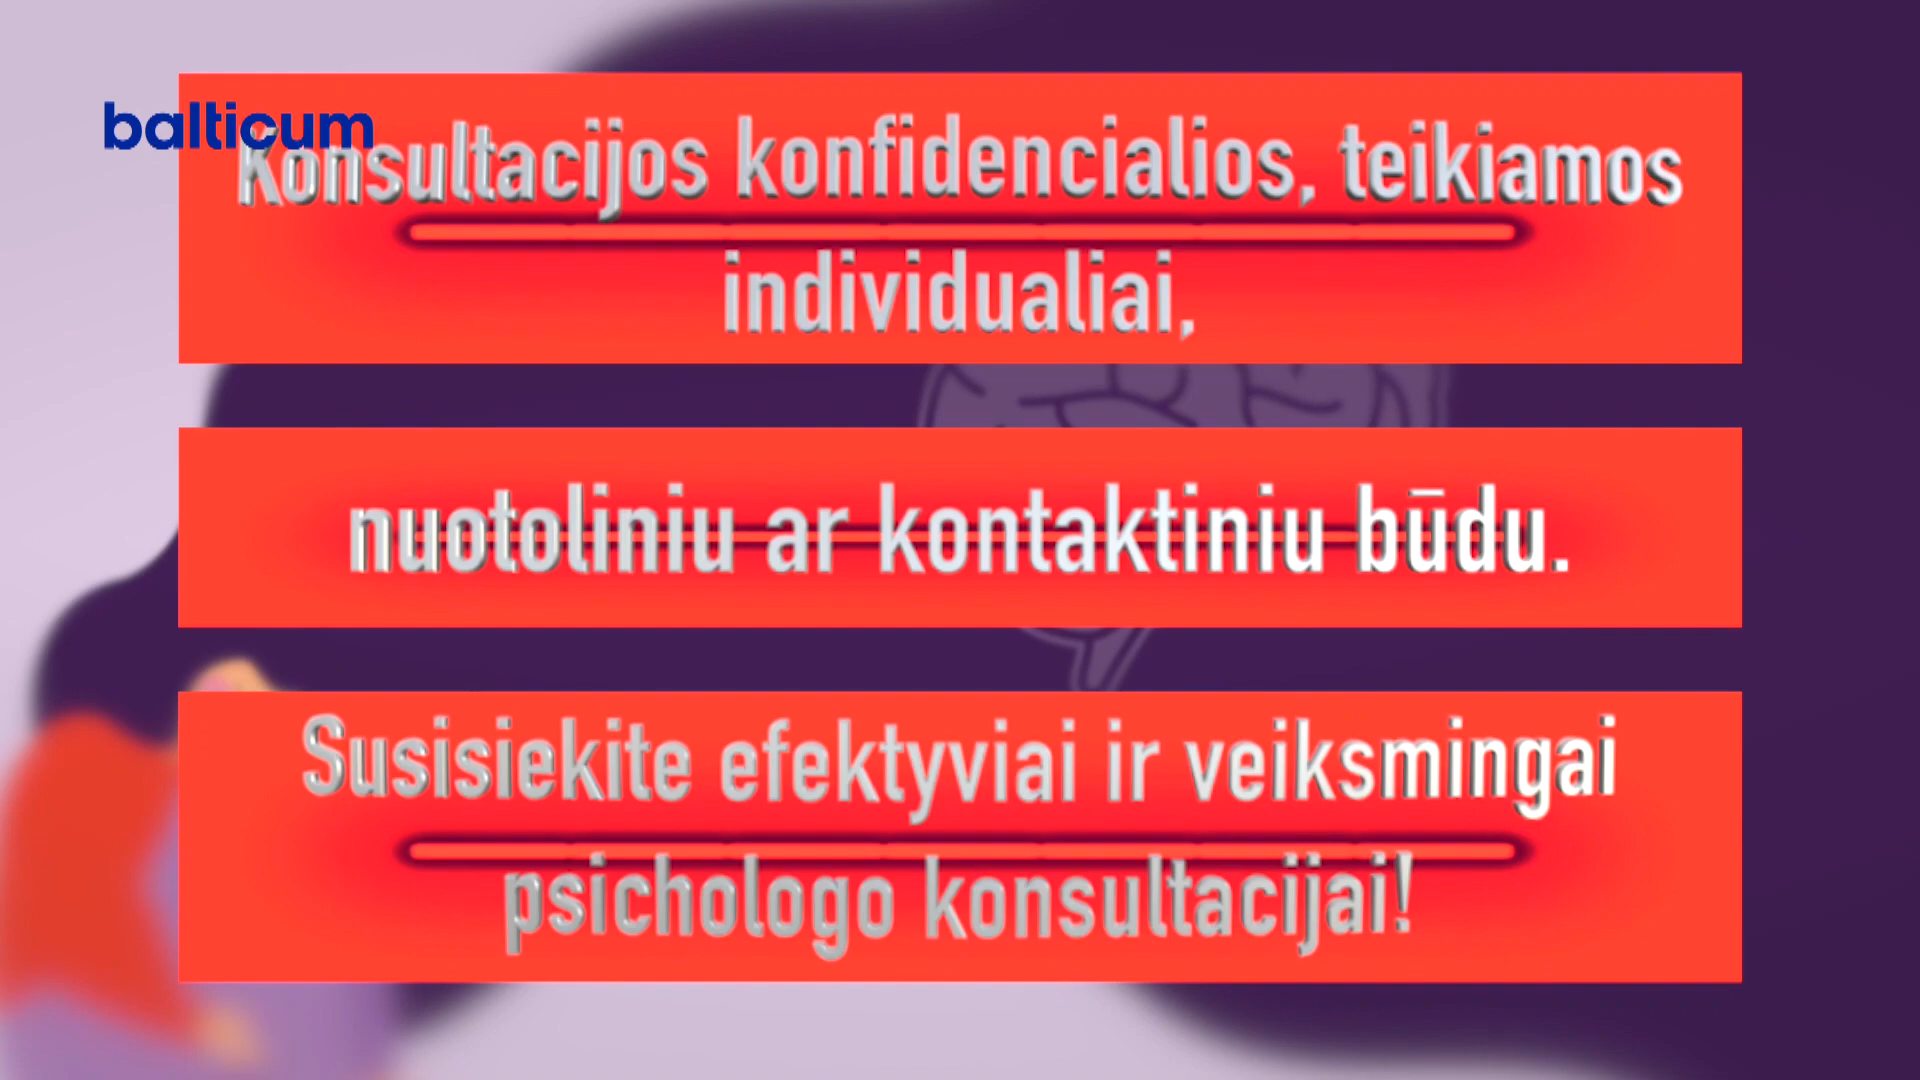 balticum
Konsultacijos konfidencialios, teikiamos
individualiai,
nuotoliniu ar kontaktiniu būdu.
Susisiekite efektyviai ir veiksmingai
psichologo konsultacijai!